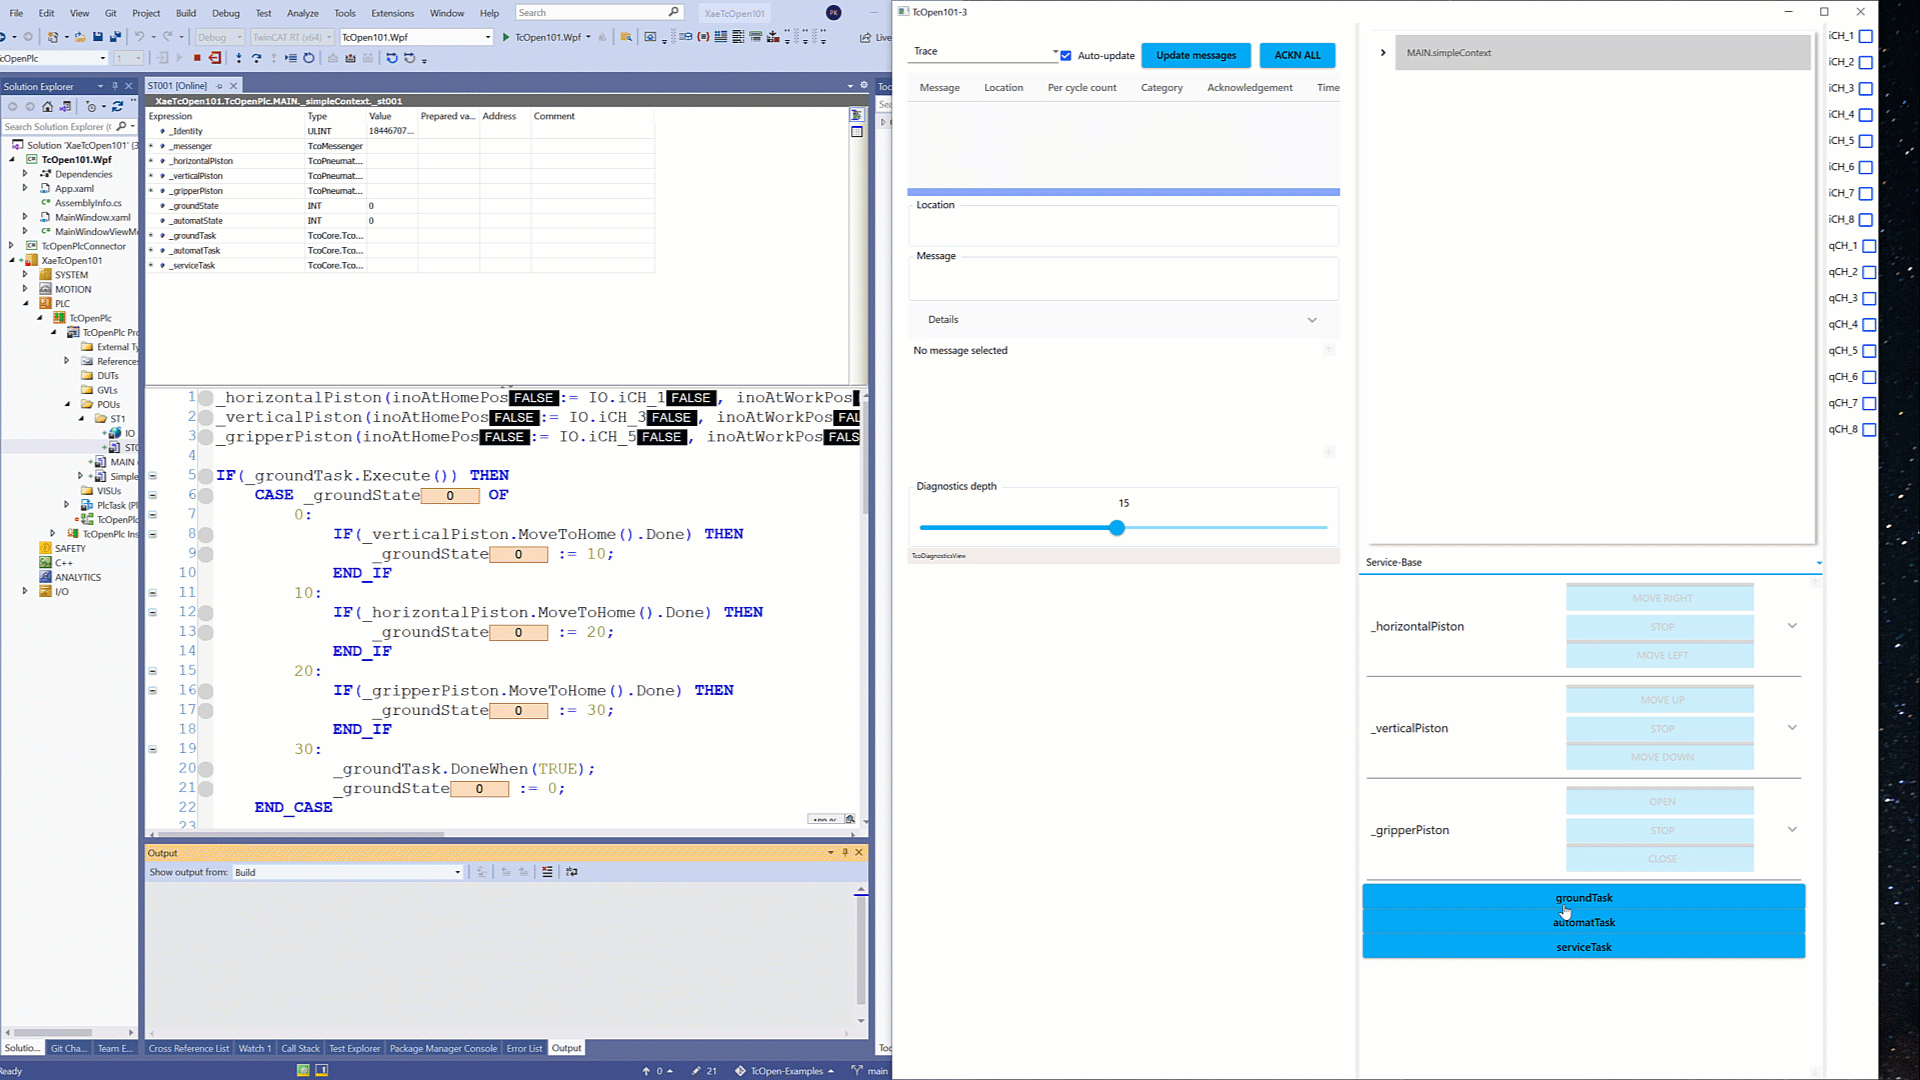 File Edit View Git Project Build Debug Test Analyze Tools Extensions Window Help Search XaeTcOpen101 PK
Debug TwinCAT RT (x64) TcOpen101.Wpf TcOpen101.Wpf Live
cOpenPlc 1
Solution Explorer
Search Solution Explorer (
Solution 'XaeTcOpen101' (3
TcOpen101.Wpf
Dependencies
App.xaml
AssemblyInfo.cs
MainWindow.xaml
MainWindowViewMo
TcOpenPlcConnector
XaeTcOpen101
SYSTEM
MOTION
PLC
TcOpenPlc
TcOpenPlc Pro
External Ty
References
DUTs
GVLs
POUs
ST1
IO
ST0
MAIN
Simple
VISUs
PlcTask (Pl
TcOpenPlc
TcOpenPlc Ins
SAFETY
C++
ANALYTICS
I/O
Solutio... Git Cha... Team E...
ST001 [Online]
XaeTcOpen101.TcOpenPlc.MAIN._simpleContext._st001
Expression Type Value Prepared va... Address Comment
_Identity ULINT 18446707...
_messenger TcoMessenger
_horizontalPiston TcoPneumat...
_verticalPiston TcoPneumat...
_gripperPiston TcoPneumat...
_groundState INT 0
_automatState INT 0
_groundTask TcoCore.Tco...
_automatTask TcoCore.Tco...
_serviceTask TcoCore.Tco...
1 _horizontalPiston(inoAtHomePos FALSE := IO.iCH_1 FALSE , inoAtWorkPos
2 _verticalPiston(inoAtHomePos FALSE := IO.iCH_3 FALSE , inoAtWorkPos FAL
3 _gripperPiston(inoAtHomePos FALSE := IO.iCH_5 FALSE , inoAtWorkPos FALS
4
5 IF(_groundTask.Execute()) THEN
6 CASE _groundState 0 OF
7 0:
8 IF(_verticalPiston.MoveToHome().Done) THEN
9 _groundState 0 := 10;
10 END_IF
11 10:
12 IF(_horizontalPiston.MoveToHome().Done) THEN
13 _groundState 0 := 20;
14 END_IF
15 20:
16 IF(_gripperPiston.MoveToHome().Done) THEN
17 _groundState 0 := 30;
18 END_IF
19 30:
20 _groundTask.DoneWhen(TRUE);
21 _groundState 0 := 0;
22 END_CASE
23
100 %
Output
Show output from: Build
Cross Reference List Watch 1 Call Stack Test Explorer Package Manager Console Error List Output
eady 0 21 TcOpen-Examples main
Too
Sea
Too
TcOpen101-3
Trace Auto-update Update messages ACKN ALL
Message Location Per cycle count Category Acknowledgement Time
Location
Message
Details
No message selected
Diagnostics depth
15
TcoDiagnosticsView
MAIN.simpleContext
Service-Base
MOVE RIGHT
_horizontalPiston STOP
MOVE LEFT
MOVE UP
_verticalPiston STOP
MOVE DOWN
OPEN
_gripperPiston STOP
CLOSE
groundTask
automatTask
serviceTask
iCH_1
iCH_2
iCH_3
iCH_4
iCH_5
iCH_6
iCH_7
iCH_8
qCH_1
qCH_2
qCH_3
qCH_4
qCH_5
qCH_6
qCH_7
qCH_8